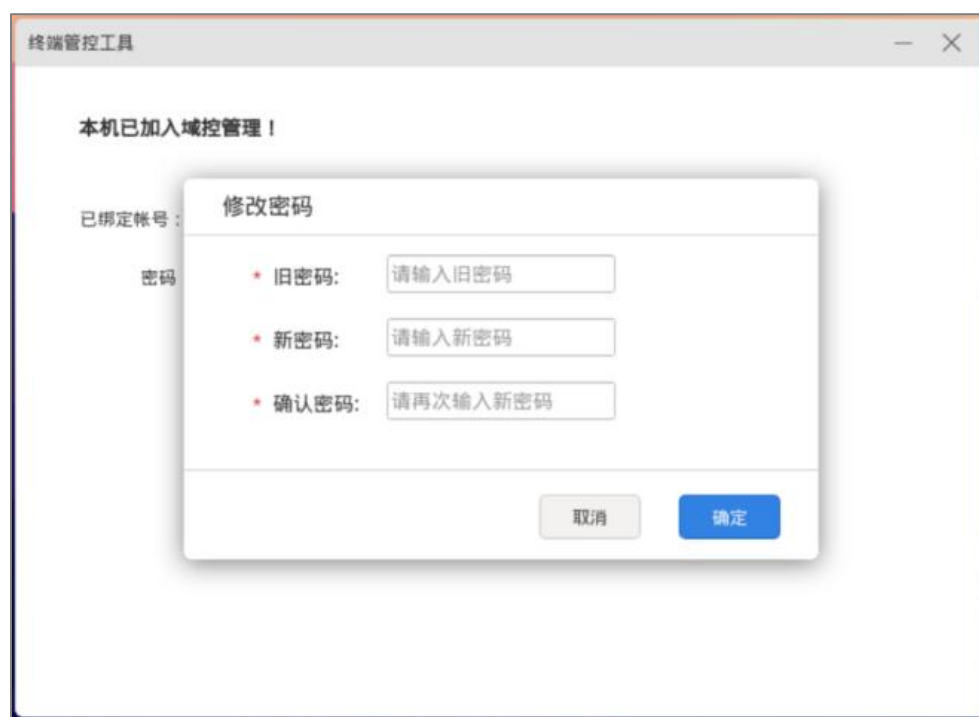 终端管控工具
本机已加入域控管理！
修改密码
已绑定帐号：
密码
* 旧密码: 请输入旧密码
* 新密码: 请输入新密码
* 确认密码: 请再次输入新密码
取消 确定